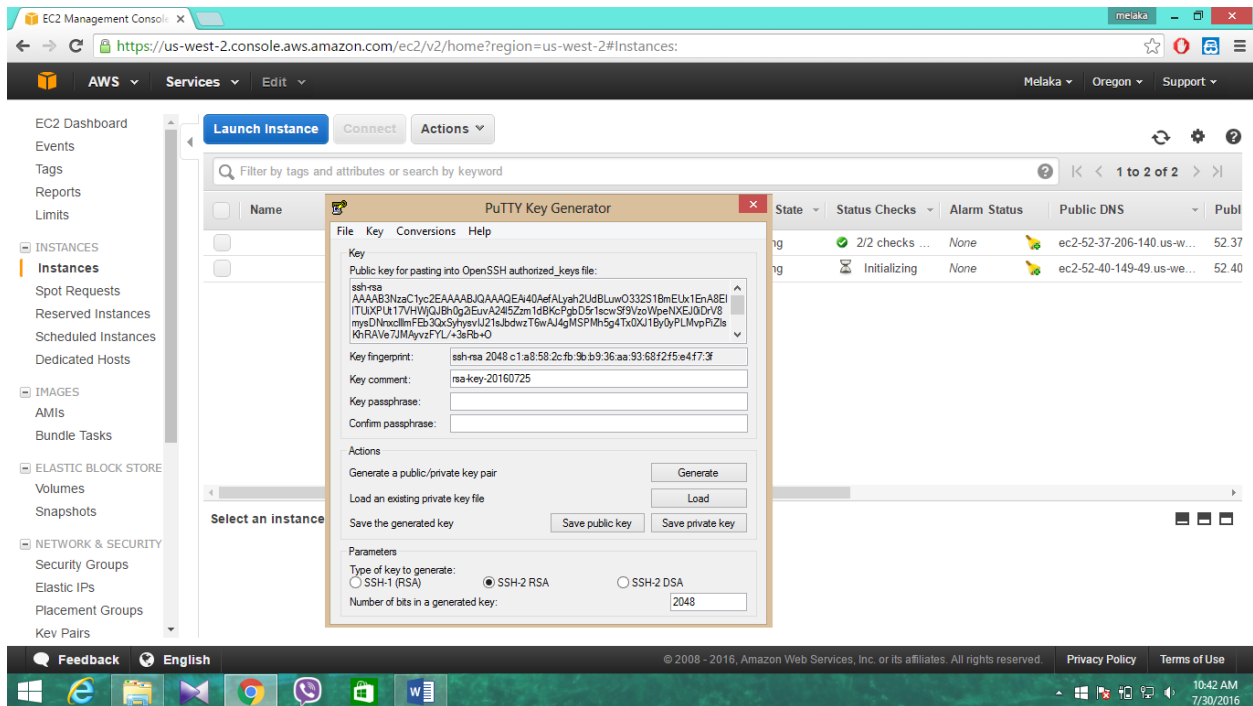 EC2 Management Console
melaka
https://us-west-2.console.aws.amazon.com/ec2/v2/home?region=us-west-2#Instances:
AWS Services Edit Melaka Oregon Support
EC2 Dashboard
Events
Tags
Reports
Limits
INSTANCES
Instances
Spot Requests
Reserved Instances
Scheduled Instances
Dedicated Hosts
IMAGES
AMIs
Bundle Tasks
ELASTIC BLOCK STORE
Volumes
Snapshots
NETWORK & SECURITY
Security Groups
Elastic IPs
Placement Groups
Key Pairs
Launch Instance Connect Actions
Filter by tags and attributes or search by keyword
1 to 2 of 2
Name State Status Checks Alarm Status Public DNS Publ
ng 2/2 checks ... None ec2-52-37-206-140.us-w... 52.37
ng Initializing None ec2-52-40-149-49.us-we... 52.40
Select an instance
PuTTY Key Generator
File Key Conversions Help
Key
Public key for pasting into OpenSSH authorized_keys file:
ssh-rsa
Key fingerprint: ssh-rsa 2048 c1:a8:58:2c:fb:9b:b9:36:aa:93:68:f2:f5:e4:f7:3f
Key comment: rsa-key-20160725
Key passphrase:
Confirm passphrase:
Actions
Generate a public/private key pair Generate
Load an existing private key file Load
Save the generated key Save public key Save private key
Parameters
Type of key to generate:
SSH-1 (RSA) SSH-2 RSA SSH-2 DSA
Number of bits in a generated key: 2048
Feedback English
© 2008 - 2016, Amazon Web Services, Inc. or its affiliates. All rights reserved. Privacy Policy Terms of Use
10:42 AM
7/30/2016